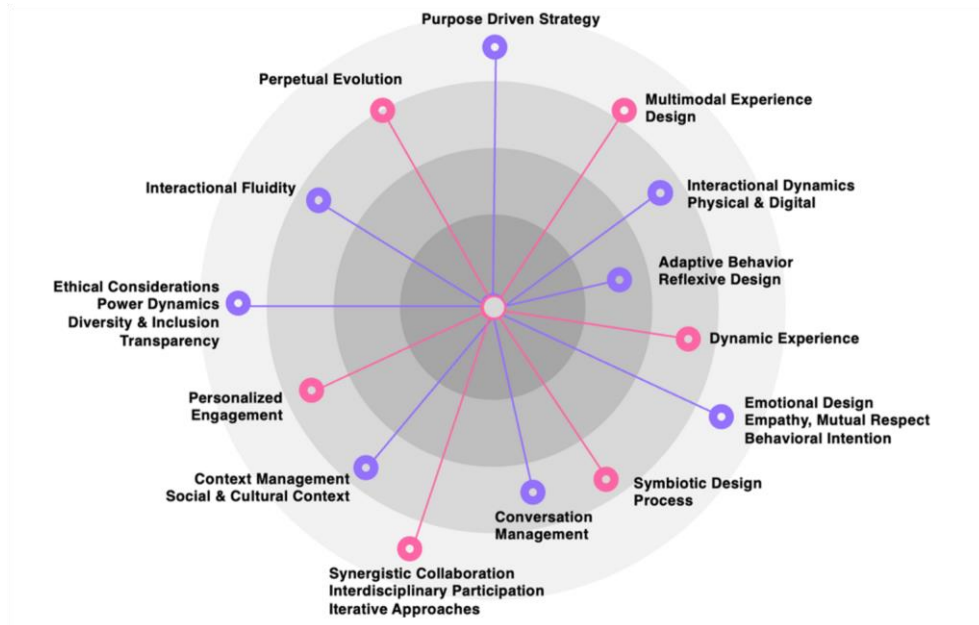 Purpose Driven Strategy
Perpetual Evolution
Multimodal Experience
Design
Interactional Fluidity
Interactional Dynamics
Physical & Digital
Adaptive Behavior
Reflexive Design
Ethical Considerations
Power Dynamics
Diversity & Inclusion
Transparency
Dynamic Experience
Personalized
Engagement
Emotional Design
Empathy, Mutual Respect
Behavioral Intention
Context Management
Social & Cultural Context
Symbiotic Design
Process
Conversation
Management
Synergistic Collaboration
Interdisciplinary Participation
Iterative Approaches